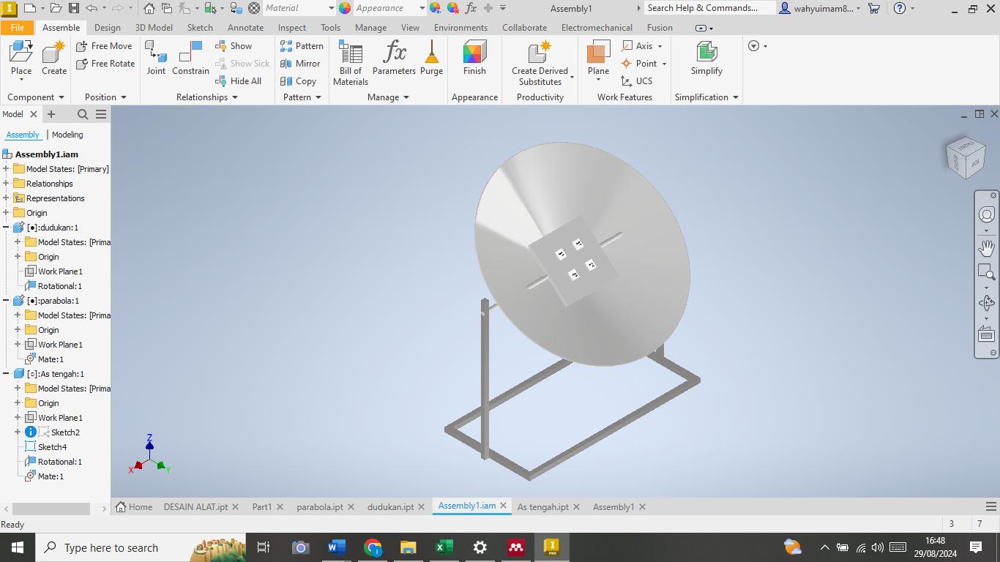 Material
Appearance
fx
Assembly1
Search Help & Commands...
wahyuimam8...
File
Assemble
Design
3D Model
Sketch
Annotate
Inspect
Tools
Manage
View
Environments
Collaborate
Electromechanical
Fusion
Place
Create
Free Move
Free Rotate
Joint
Constrain
Show
Show Sick
Hide All
Pattern
Mirror
Copy
Bill of
Materials
fx
Parameters
Purge
Finish
Create Derived
Substitutes
Plane
Axis
Point
UCS
Simplify
Component
Position
Relationships
Pattern
Manage
Appearance
Productivity
Work Features
Simplification
Model
Assembly
Modeling
Assembly1.iam
Model States: [Primary]
Relationships
Representations
Origin
[●]:dudukan:1
Model States: [Prima
Origin
Work Plane1
Rotational:1
[●]:parabola:1
Model States: [Prima
Origin
Work Plane1
Mate:1
[○]:As tengah:1
Model States: [Prima
Origin
Work Plane1
Sketch2
Sketch4
Rotational:1
Mate:1
Z
X
Y
TOP
Home
DESAIN ALAT.ipt
Part1
parabola.ipt
dudukan.ipt
Assembly1.iam
As tengah.ipt
Assembly1
Ready
3
7
Type here to search
PRO
16:48
29/08/2024